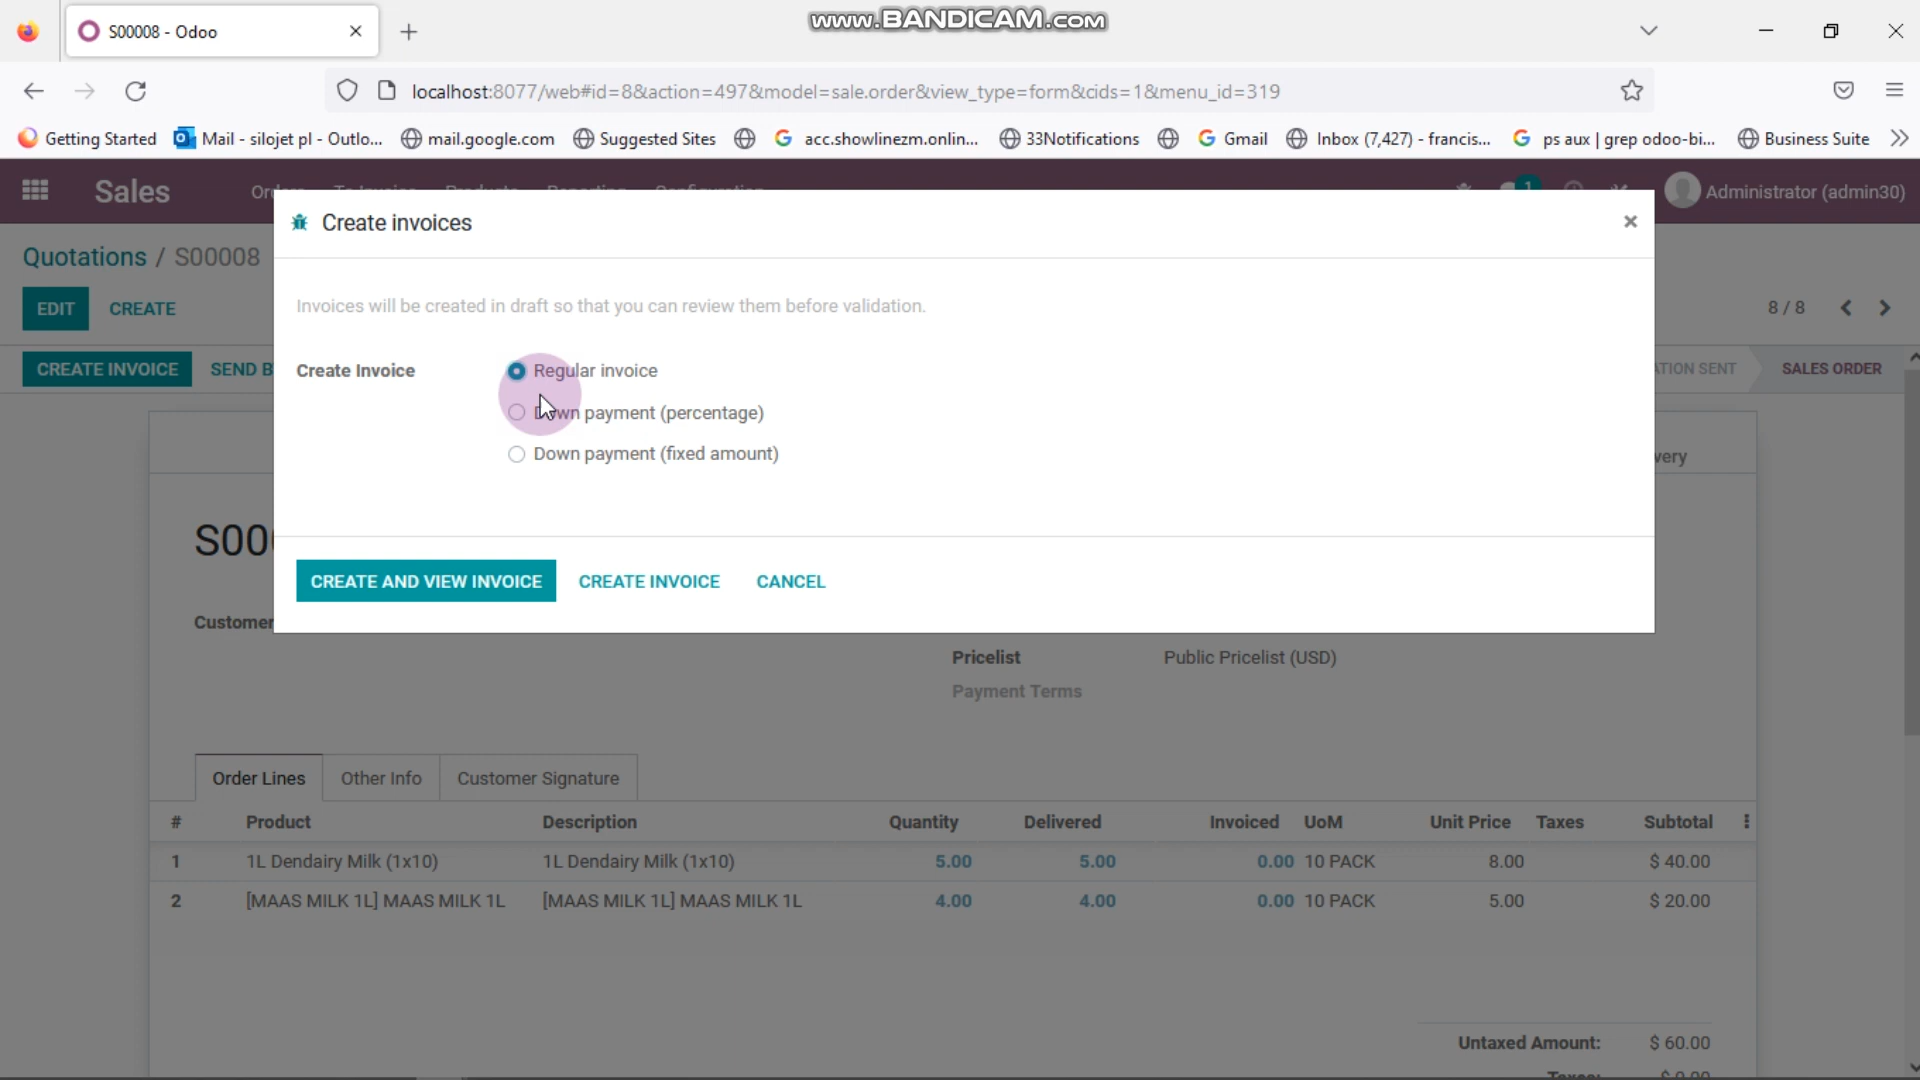 S00008 - Odoo
www.BANDICAM.com
localhost:8077/web#id=8&action=497&model=sale.order&view_type=form&cids=1&menu_id=319
Getting Started
Mail - silojet pl - Outlo...
mail.google.com
Suggested Sites
acc.showlinezm.onlin...
33Notifications
Gmail
Inbox (7,427) - francis...
ps aux | grep odoo-bi...
Business Suite
Sales
1
Administrator (admin30)
Create invoices
Quotations / S00008
EDIT
CREATE
8 / 8
Invoices will be created in draft so that you can review them before validation.
CREATE INVOICE
SEND B
Create Invoice
Regular invoice
ATION SENT
SALES ORDER
Down payment (percentage)
Down payment (fixed amount)
very
S00
CREATE AND VIEW INVOICE
CREATE INVOICE
CANCEL
Customer
Pricelist
Public Pricelist (USD)
Payment Terms
Order Lines
Other Info
Customer Signature
# Product Description Quantity Delivered Invoiced UoM Unit Price Taxes Subtotal
1 1L Dendairy Milk (1x10) 1L Dendairy Milk (1x10) 5.00 5.00 0.00 10 PACK 8.00 $ 40.00
2 [MAAS MILK 1L] MAAS MILK 1L [MAAS MILK 1L] MAAS MILK 1L 4.00 4.00 0.00 10 PACK 5.00 $ 20.00
Untaxed Amount: $ 60.00